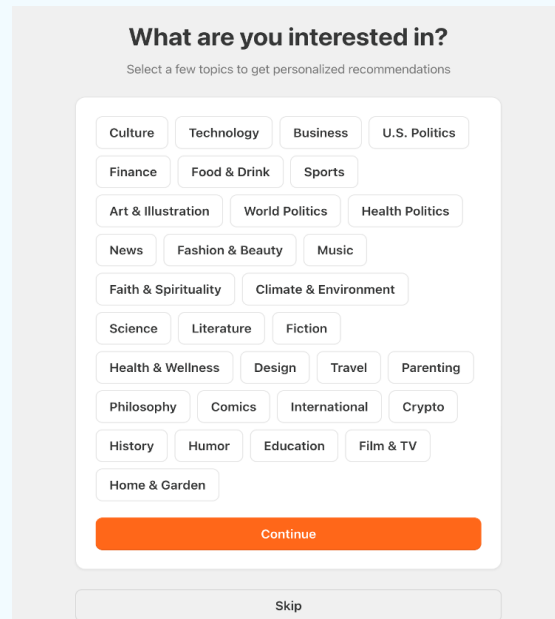 What are you interested in?
Select a few topics to get personalized recommendations
Culture Technology Business U.S. Politics
Finance Food & Drink Sports
Art & Illustration World Politics Health Politics
News Fashion & Beauty Music
Faith & Spirituality Climate & Environment
Science Literature Fiction
Health & Wellness Design Travel Parenting
Philosophy Comics International Crypto
History Humor Education Film & TV
Home & Garden
Continue
Skip